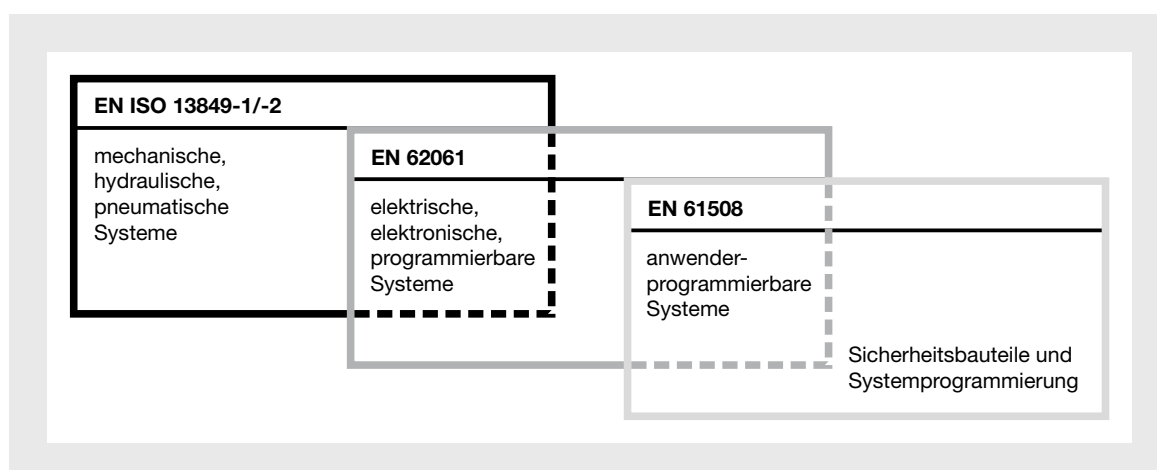 EN ISO 13849-1/-2
mechanische,
hydraulische,
pneumatische
Systeme
EN 62061
elektrische,
elektronische,
programmierbare
Systeme
EN 61508
anwender-
programmierbare
Systeme
Sicherheitsbauteile und
Systemprogrammierung